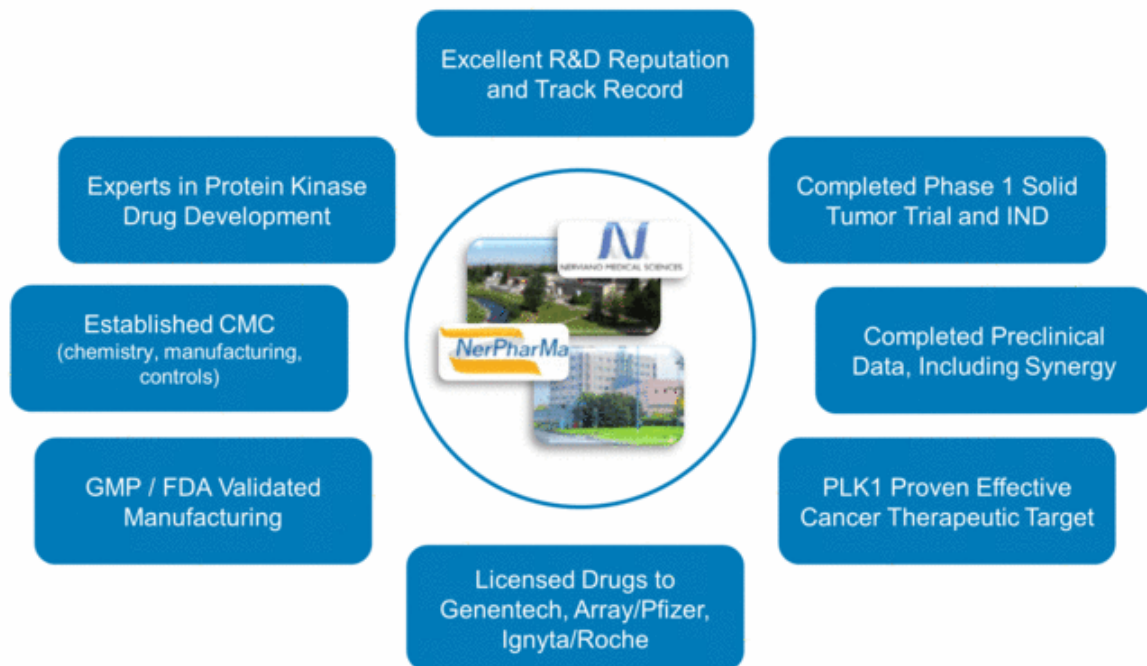 Excellent R&D Reputation
and Track Record
Experts in Protein Kinase
Drug Development
Completed Phase 1 Solid
Tumor Trial and IND
NERVIANO MEDICAL SCIENCES
Established CMC
(chemistry, manufacturing,
controls)
NerPharMa
Completed Preclinical
Data, Including Synergy
GMP / FDA Validated
Manufacturing
PLK1 Proven Effective
Cancer Therapeutic Target
Licensed Drugs to
Genentech, Array/Pfizer,
Ignyta/Roche